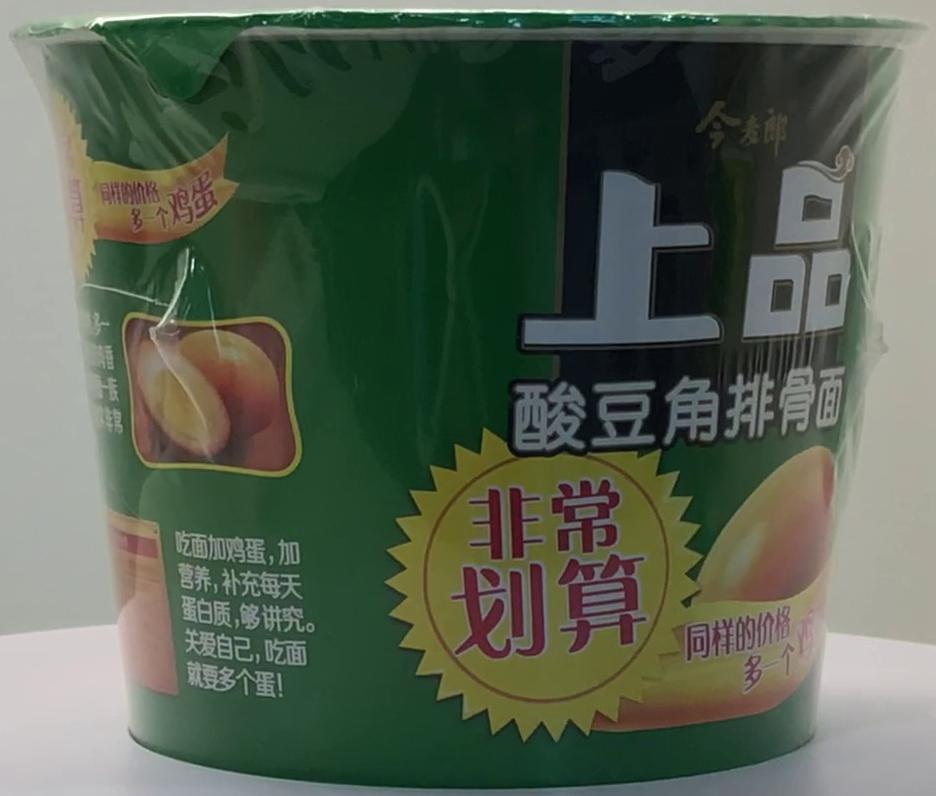 今麦郎
上品
酸豆角排骨面
非常
划算
同样的价格
多一个
算
同样的价格
多一个鸡蛋
吃面加鸡蛋，加
营养，补充每天
蛋白质，够讲究。
关爱自己，吃面
就要多个蛋！